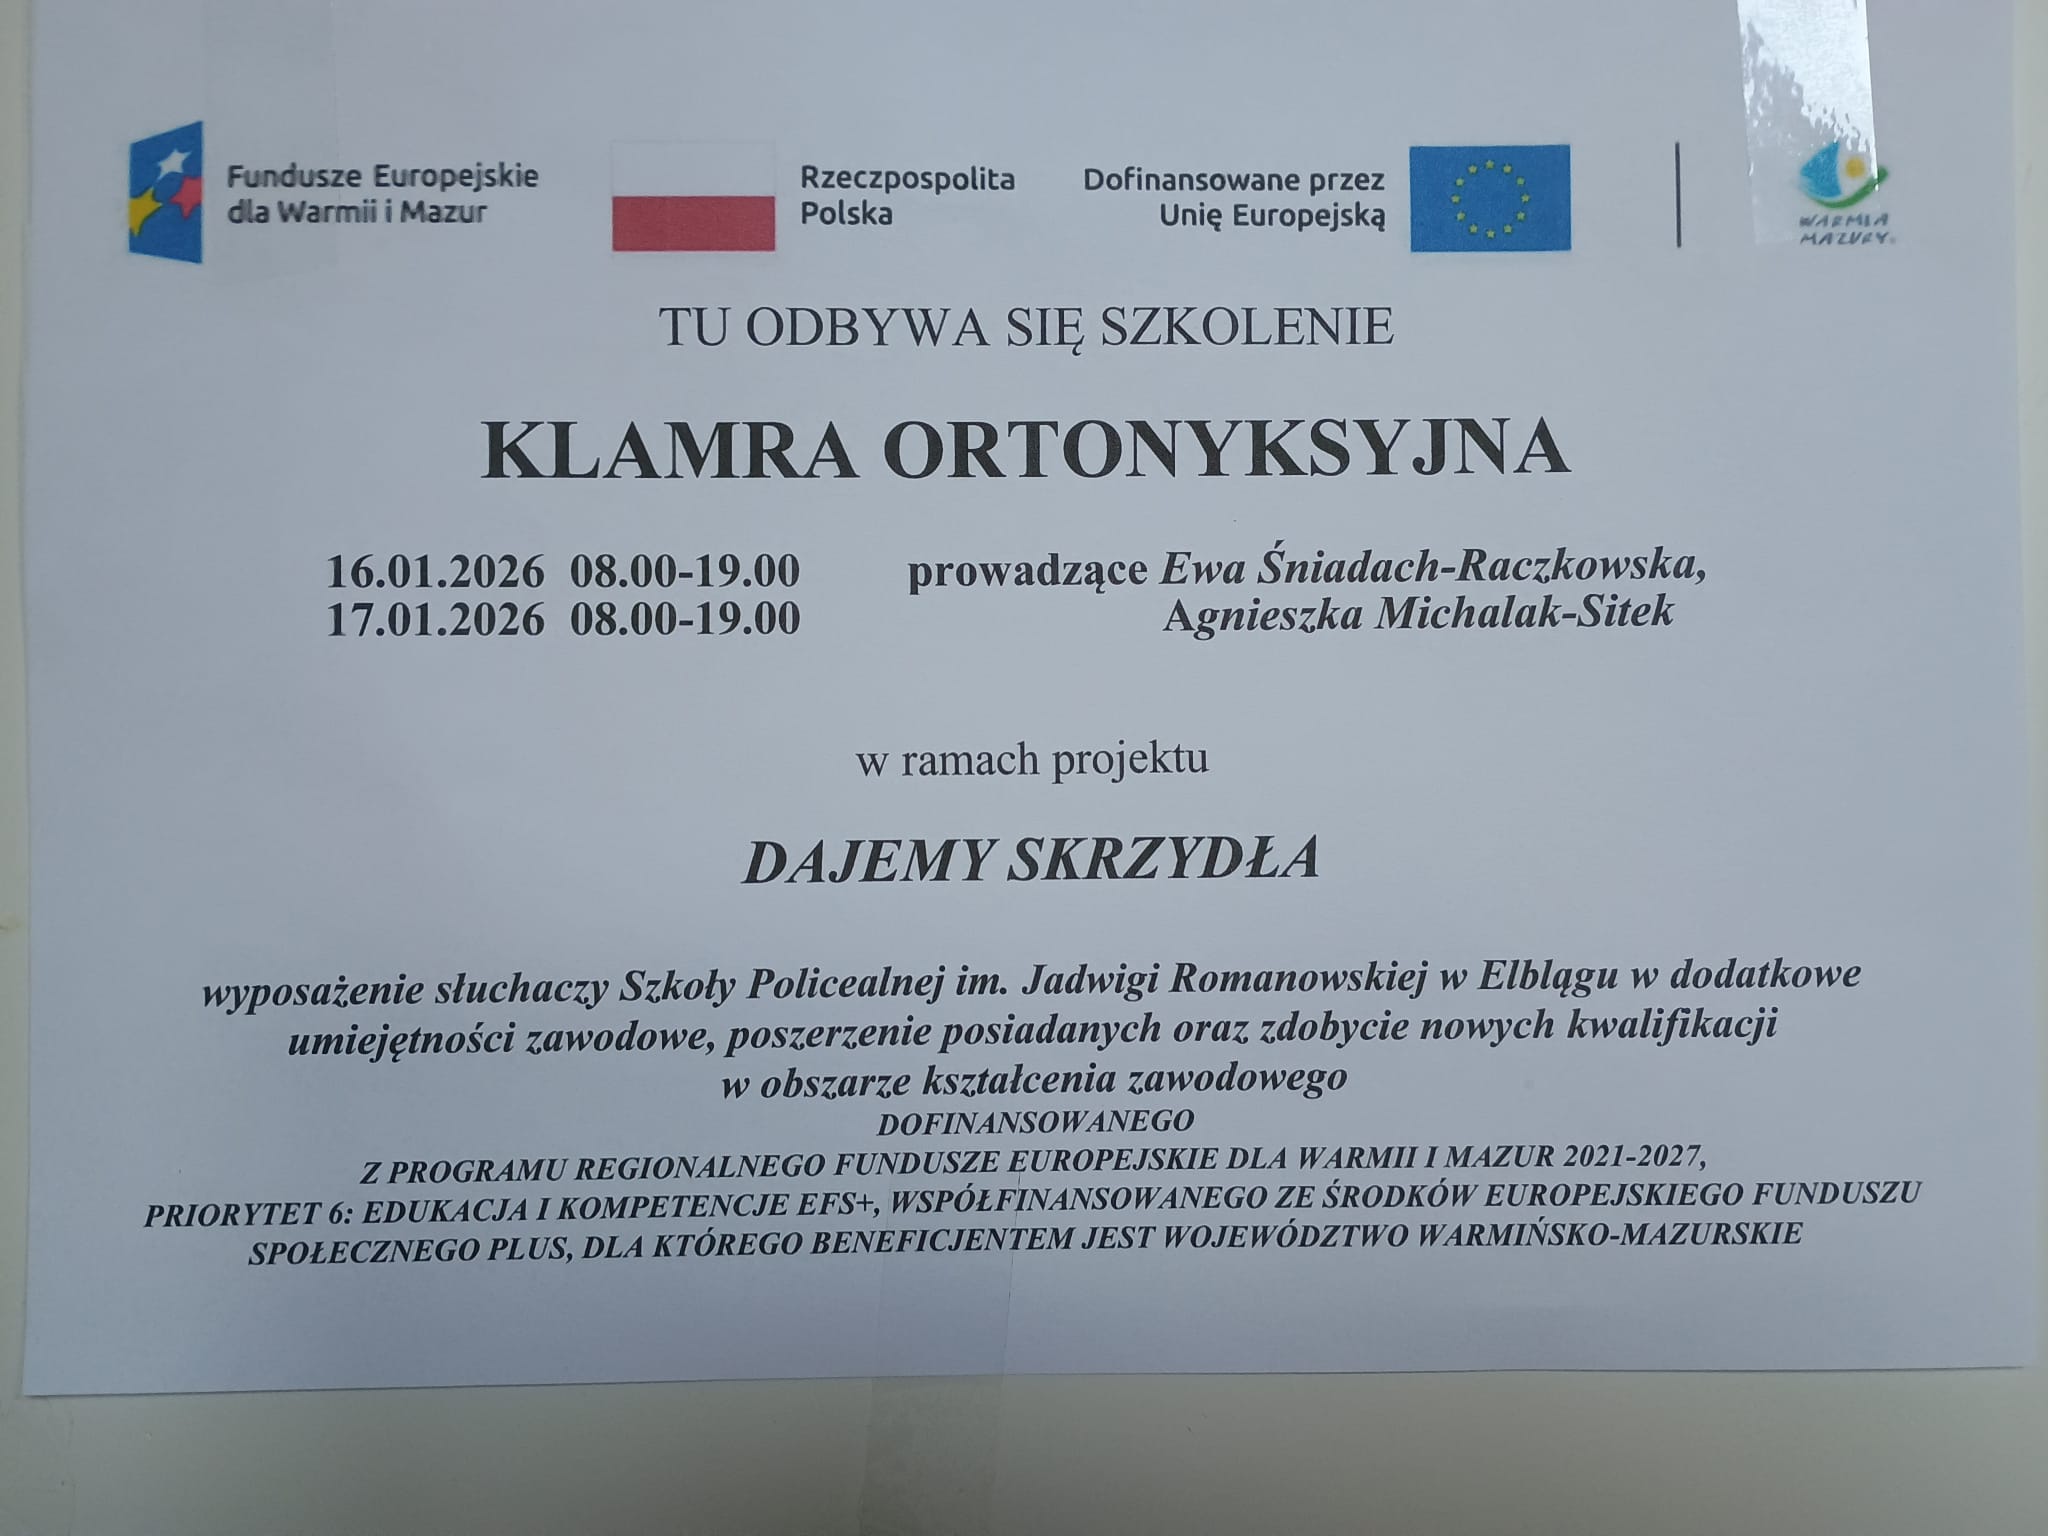 Fundusze Europejskie
dla Warmii i Mazur
Rzeczpospolita
Polska
Dofinansowane przez
Unię Europejską
WARMIA
MAZURY
TU ODBYWA SIĘ SZKOLENIE
KLAMRA ORTONYKSYJNA
16.01.2026 08.00-19.00 prowadzące Ewa Śniadach-Raczkowska,
17.01.2026 08.00-19.00 Agnieszka Michalak-Sitek
w ramach projektu
DAJEMY SKRZYDŁA
wyposażenie słuchaczy Szkoły Policealnej im. Jadwigi Romanowskiej w Elblągu w dodatkowe
umiejętności zawodowe, poszerzenie posiadanych oraz zdobycie nowych kwalifikacji
w obszarze kształcenia zawodowego
DOFINANSOWANEGO
Z PROGRAMU REGIONALNEGO FUNDUSZE EUROPEJSKIE DLA WARMII I MAZUR 2021-2027,
PRIORYTET 6: EDUKACJA I KOMPETENCJE EFS+, WSPÓŁFINANSOWANEGO ZE ŚRODKÓW EUROPEJSKIEGO FUNDUSZU
SPOŁECZNEGO PLUS, DLA KTÓREGO BENEFICJENTEM JEST WOJEWÓDZTWO WARMIŃSKO-MAZURSKIE